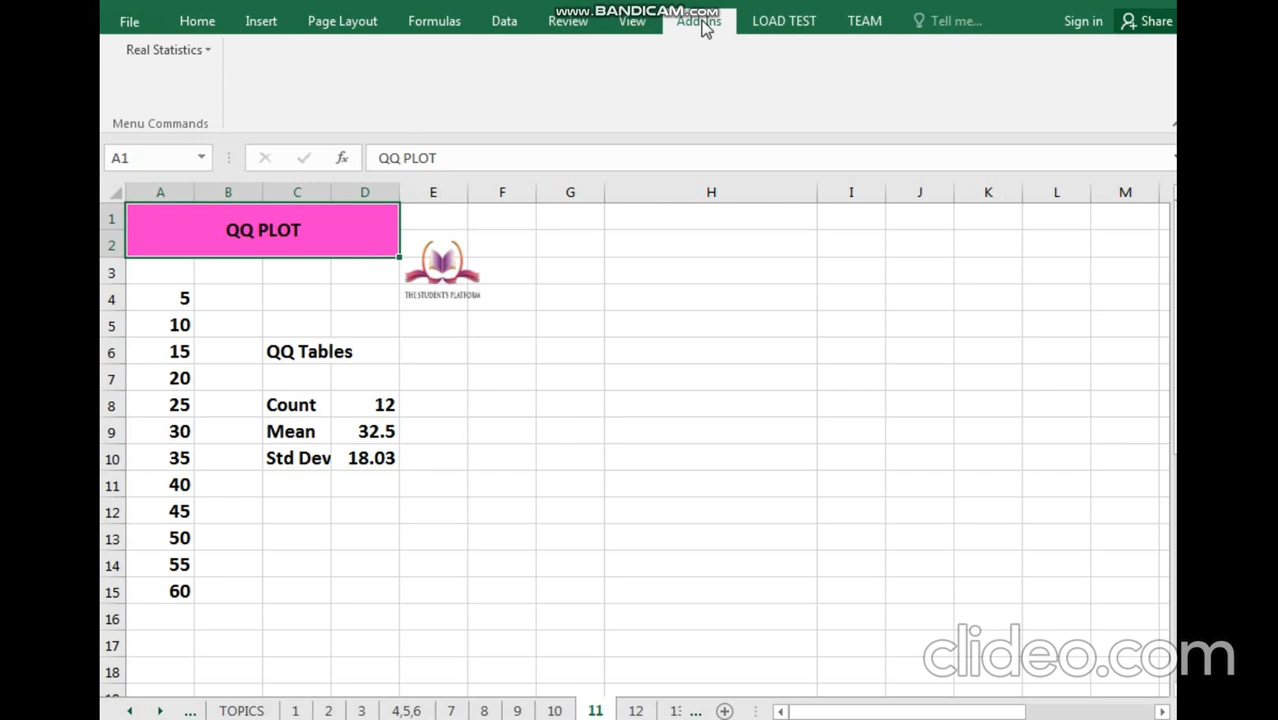 www.BANDICAM.com
File Home Insert Page Layout Formulas Data Review View Add-Ins LOAD TEST TEAM Tell me... Sign in Share
Real Statistics
Menu Commands
A1 fx QQ PLOT
A B C D E F G H I J K L M
1 QQ PLOT
2
3
THE STUDENTS PLATFORM
4 5
5 10
6 15 QQ Tables
7 20
8 25 Count 12
9 30 Mean 32.5
10 35 Std Dev 18.03
11 40
12 45
13 50
14 55
15 60
16
17
18
clideo.com
... TOPICS 1 2 3 4,5,6 7 8 9 10 11 12 ...